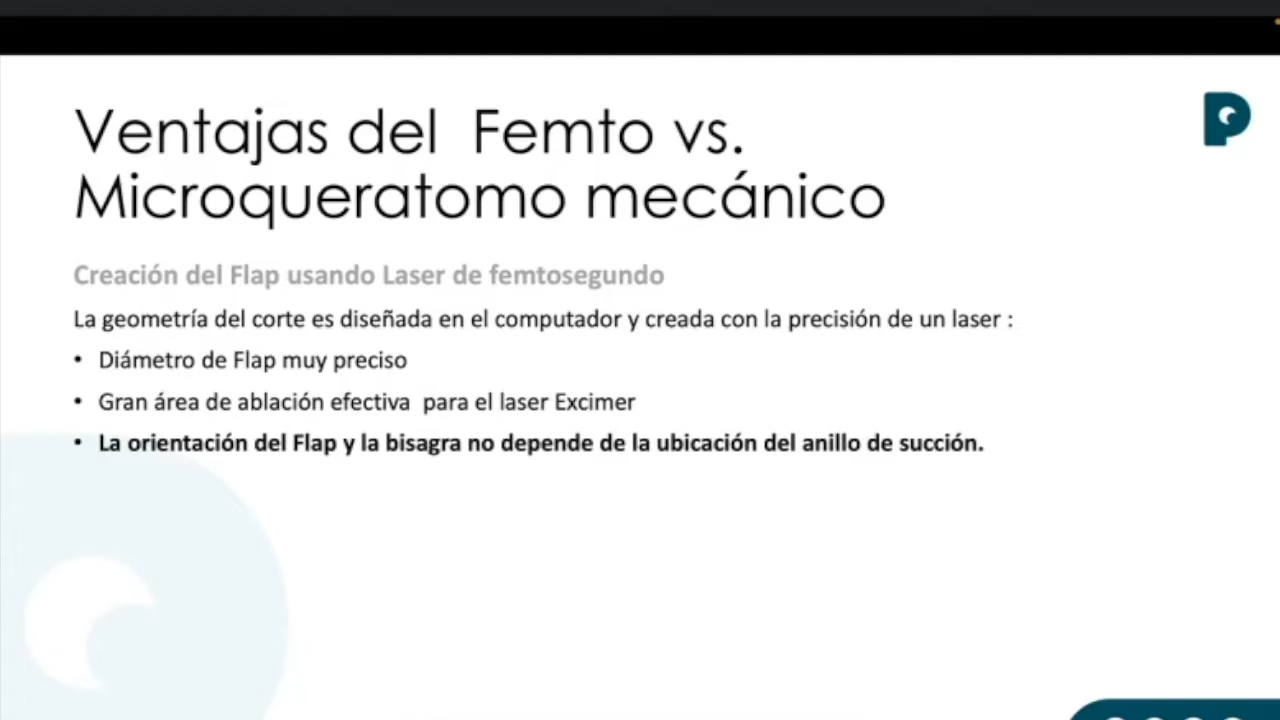 Ventajas del  Femto vs.
Microqueratomo mecánico
Creación del Flap usando Laser de femtosegundo
La geometría del corte es diseñada en el computador y creada con la precisión de un laser :
• Diámetro de Flap muy preciso
• Gran área de ablación efectiva  para el laser Excimer
• La orientación del Flap y la bisagra no depende de la ubicación del anillo de succión.